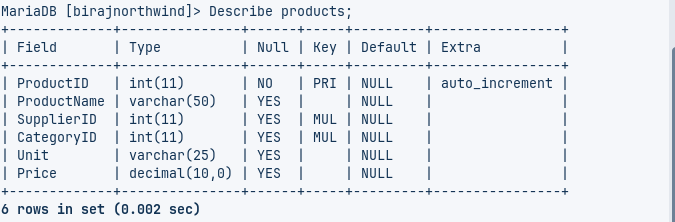 MariaDB [birajnorthwind]> Describe products;
+-------------+---------------+------+-----+---------+----------------+
| Field       | Type          | Null | Key | Default | Extra          |
+-------------+---------------+------+-----+---------+----------------+
| ProductID   | int(11)       | NO   | PRI | NULL    | auto_increment |
| ProductName | varchar(50)   | YES  |     | NULL    |                |
| SupplierID  | int(11)       | YES  | MUL | NULL    |                |
| CategoryID  | int(11)       | YES  | MUL | NULL    |                |
| Unit        | varchar(25)   | YES  |     | NULL    |                |
| Price       | decimal(10,0) | YES  |     | NULL    |                |
+-------------+---------------+------+-----+---------+----------------+
6 rows in set (0.002 sec)